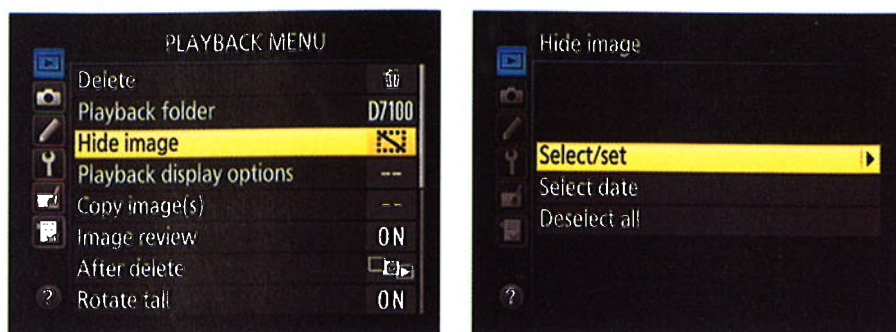 PLAYBACK MENU
Delete
Playback folder D7100
Hide image
Playback display options --
Copy image(s) --
Image review ON
After delete
Rotate tall ON
?
Hide image
Select/set
Select date
Deselect all
?